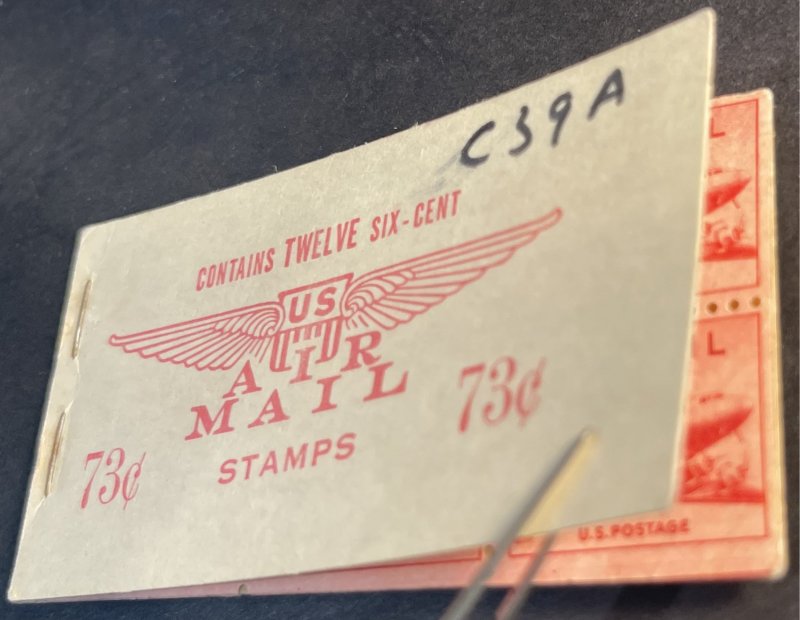 C39A
CONTAINS TWELVE SIX-CENT
US
AIR
MAIL
73¢
73¢
STAMPS
L
L
U.S. POSTAGE